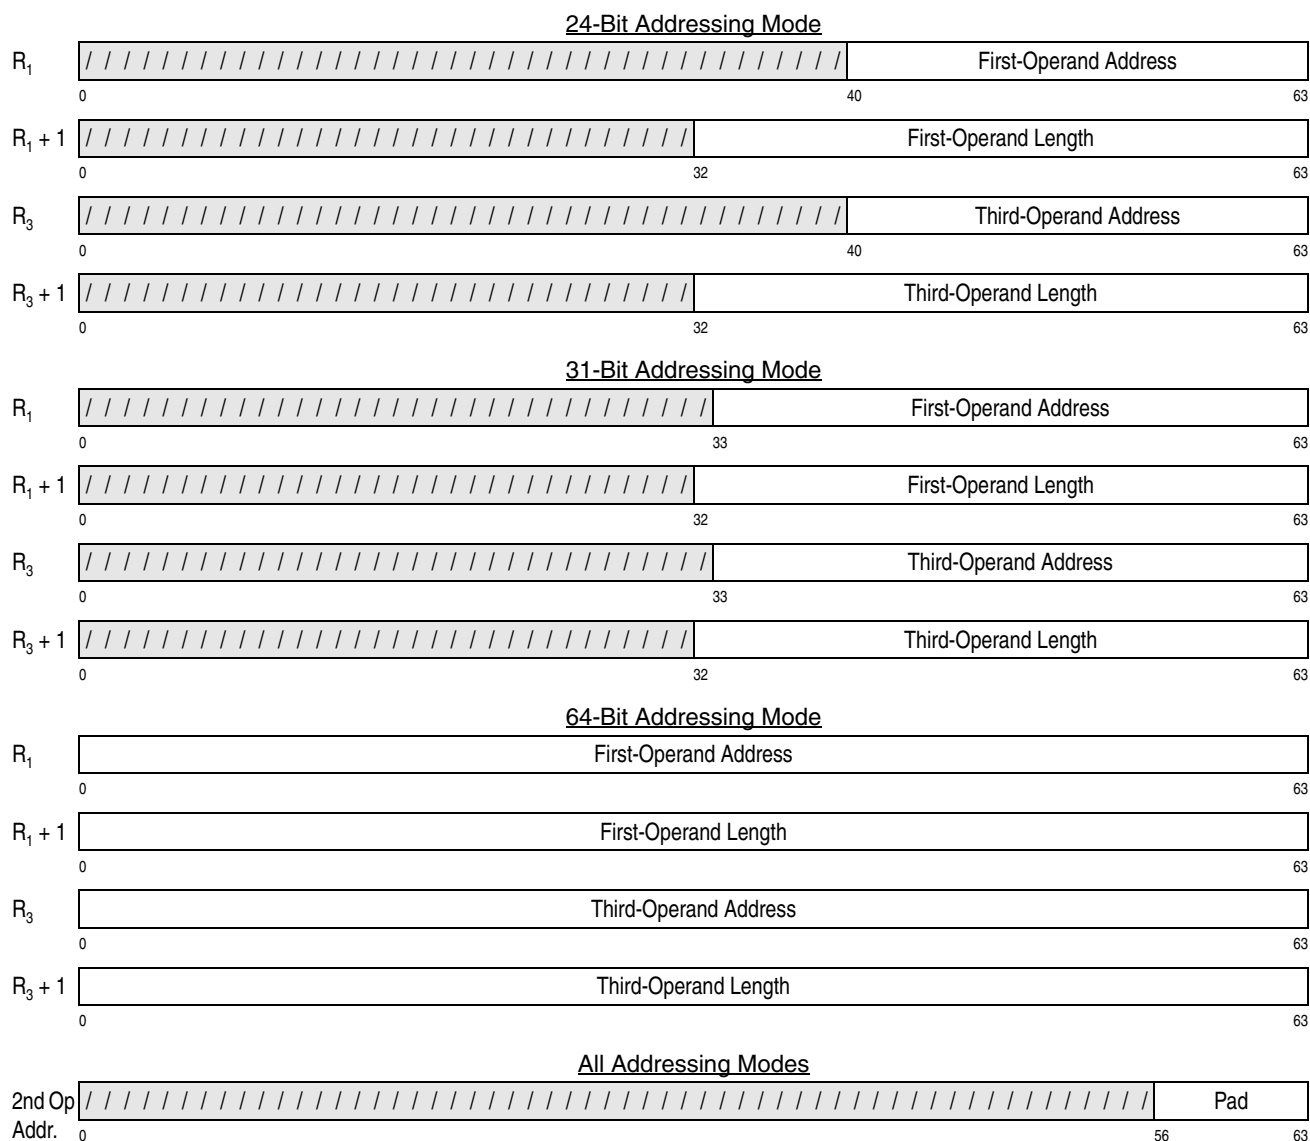 24-Bit Addressing Mode
R1 / / / / / / / / / / / / / / / / / / / / / / / / / / / / / / / / / / / / / / / / First-Operand Address
0 40 63
R1 + 1 / / / / / / / / / / / / / / / / / / / / / / / / / / / / / / / / First-Operand Length
0 32 63
R3 / / / / / / / / / / / / / / / / / / / / / / / / / / / / / / / / / / / / / / / / Third-Operand Address
0 40 63
R3 + 1 / / / / / / / / / / / / / / / / / / / / / / / / / / / / / / / / Third-Operand Length
0 32 63
31-Bit Addressing Mode
R1 / / / / / / / / / / / / / / / / / / / / / / / / / / / / / / / / / First-Operand Address
0 33 63
R1 + 1 / / / / / / / / / / / / / / / / / / / / / / / / / / / / / / / / First-Operand Length
0 32 63
R3 / / / / / / / / / / / / / / / / / / / / / / / / / / / / / / / / / Third-Operand Address
0 33 63
R3 + 1 / / / / / / / / / / / / / / / / / / / / / / / / / / / / / / / / Third-Operand Length
0 32 63
64-Bit Addressing Mode
R1 First-Operand Address
0 63
R1 + 1 First-Operand Length
0 63
R3 Third-Operand Address
0 63
R3 + 1 Third-Operand Length
0 63
All Addressing Modes
2nd Op / / / / / / / / / / / / / / / / / / / / / / / / / / / / / / / / / / / / / / / / / / / / / / / / / / / / / / / / Pad
Addr. 0 56 63